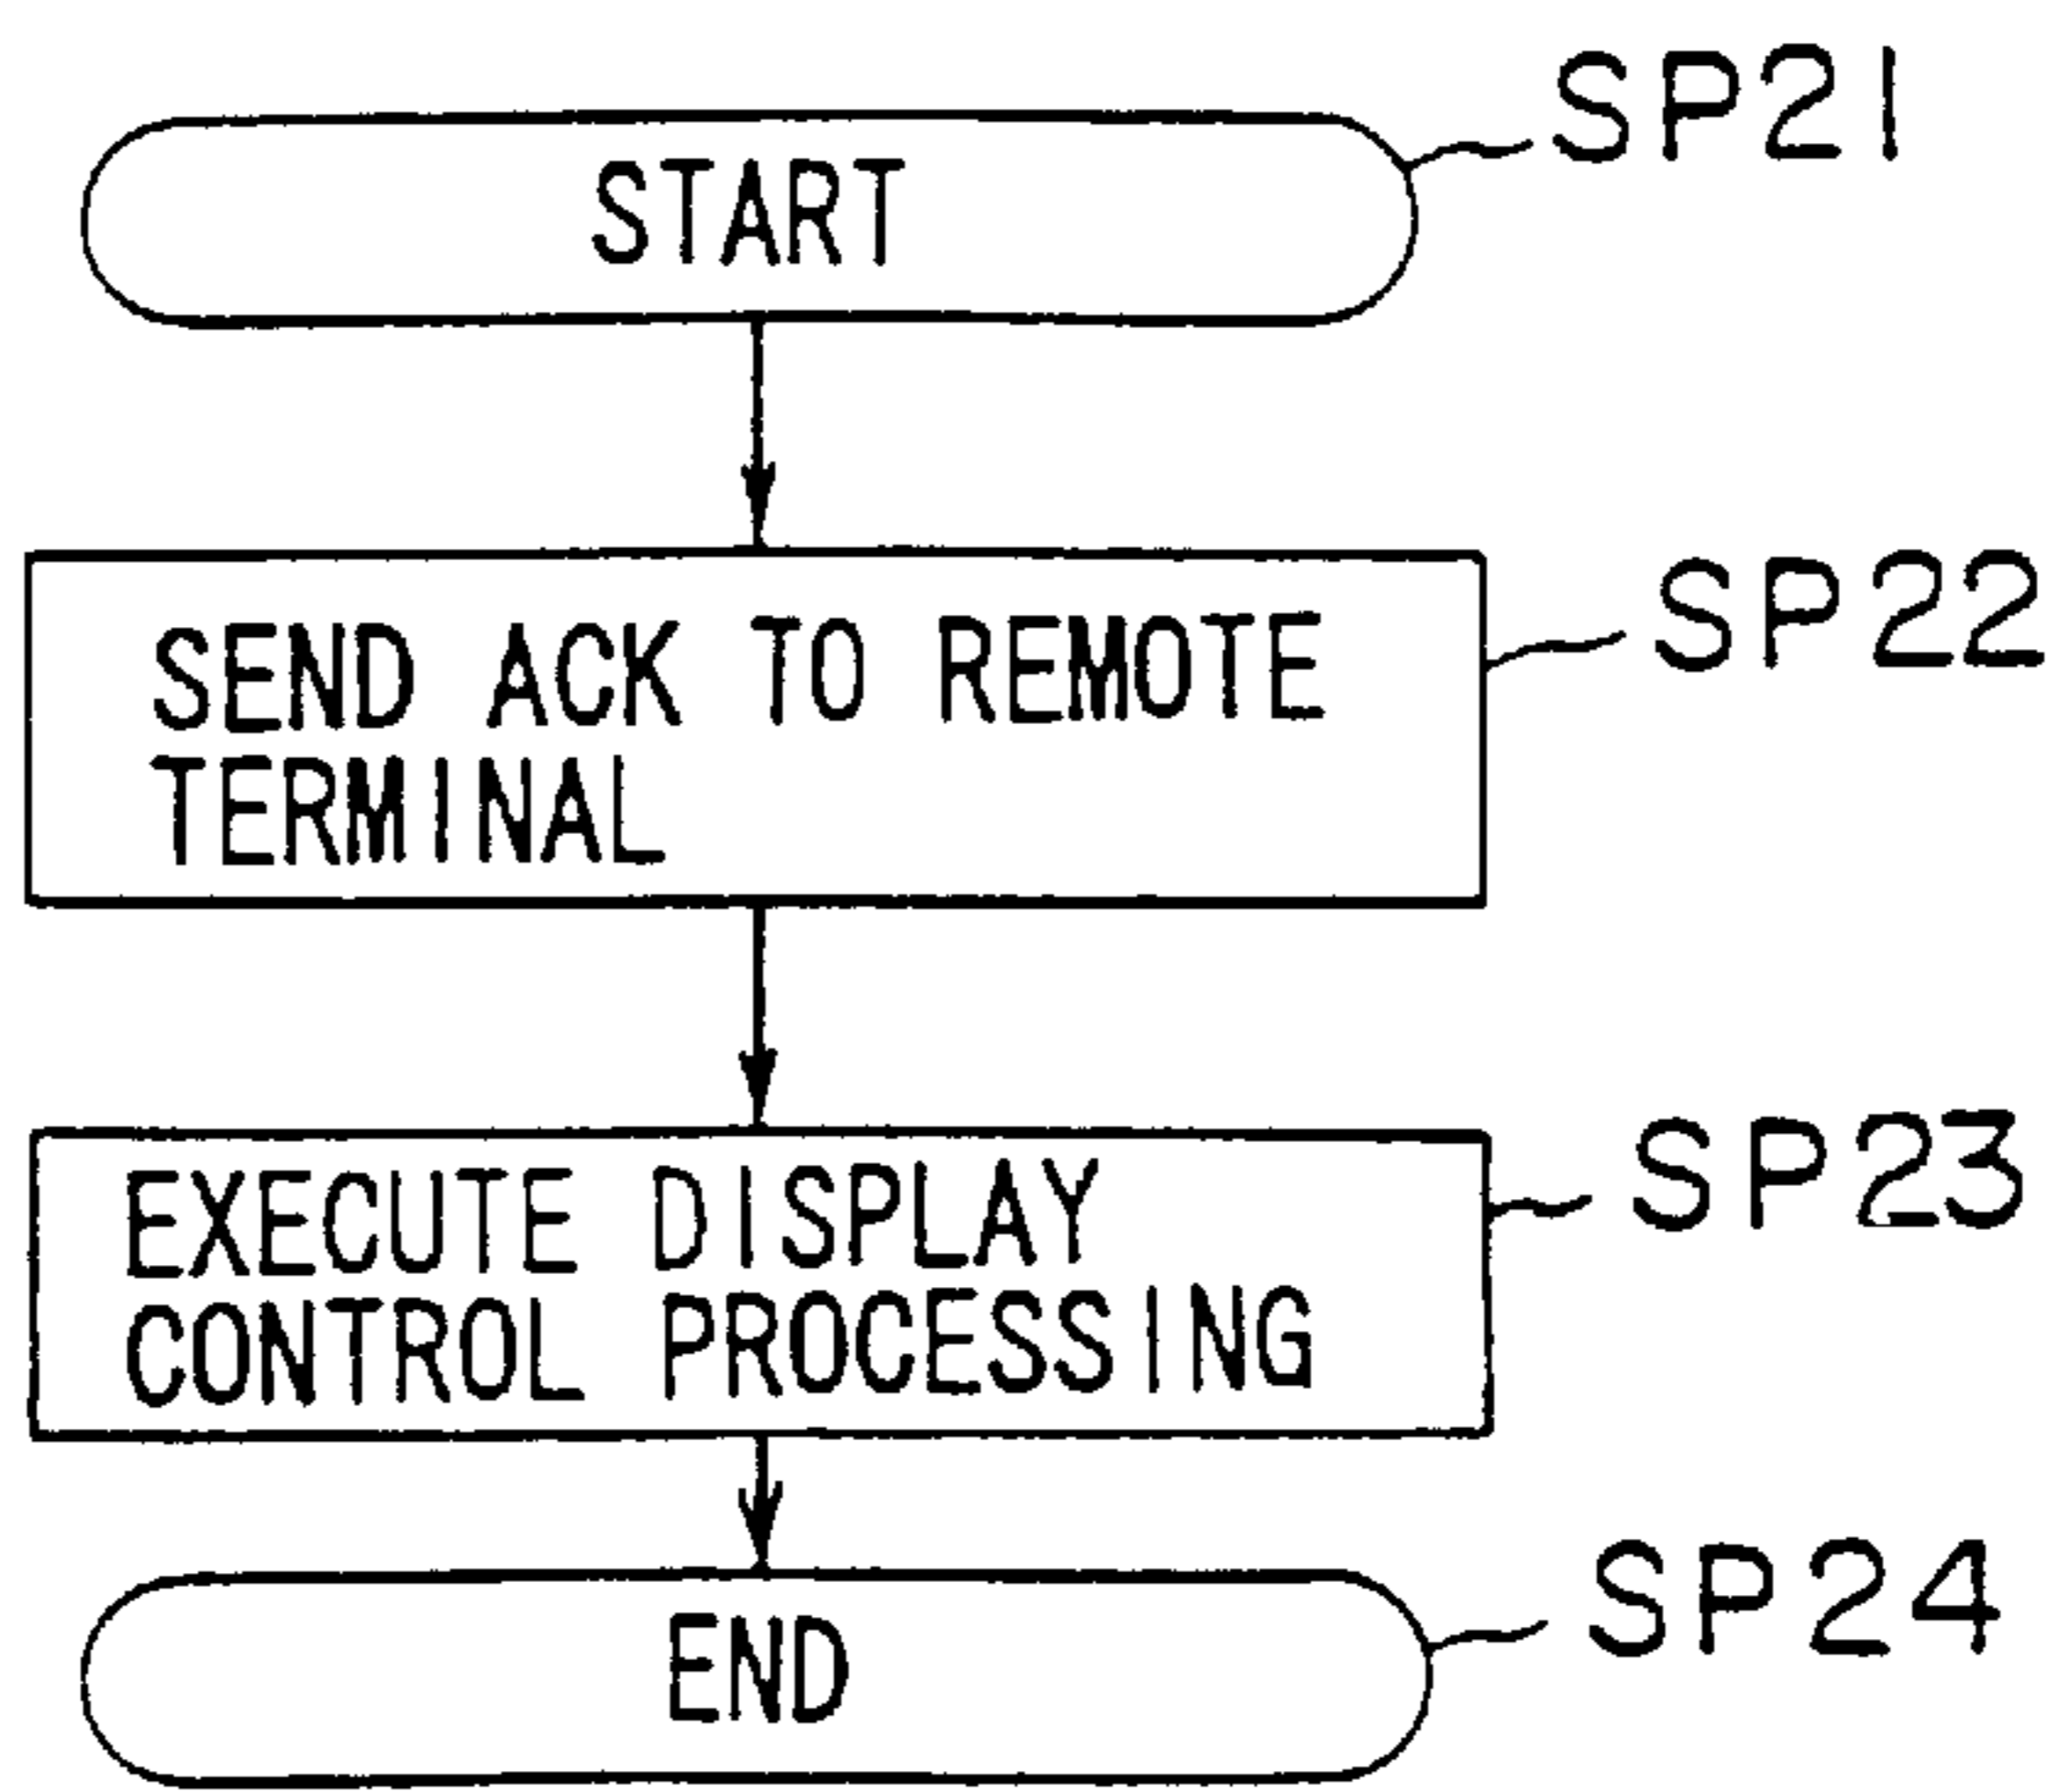 START
SP21
SEND ACK TO REMOTE
TERMINAL
SP22
EXECUTE DISPLAY
CONTROL PROCESSING
SP23
END
SP24